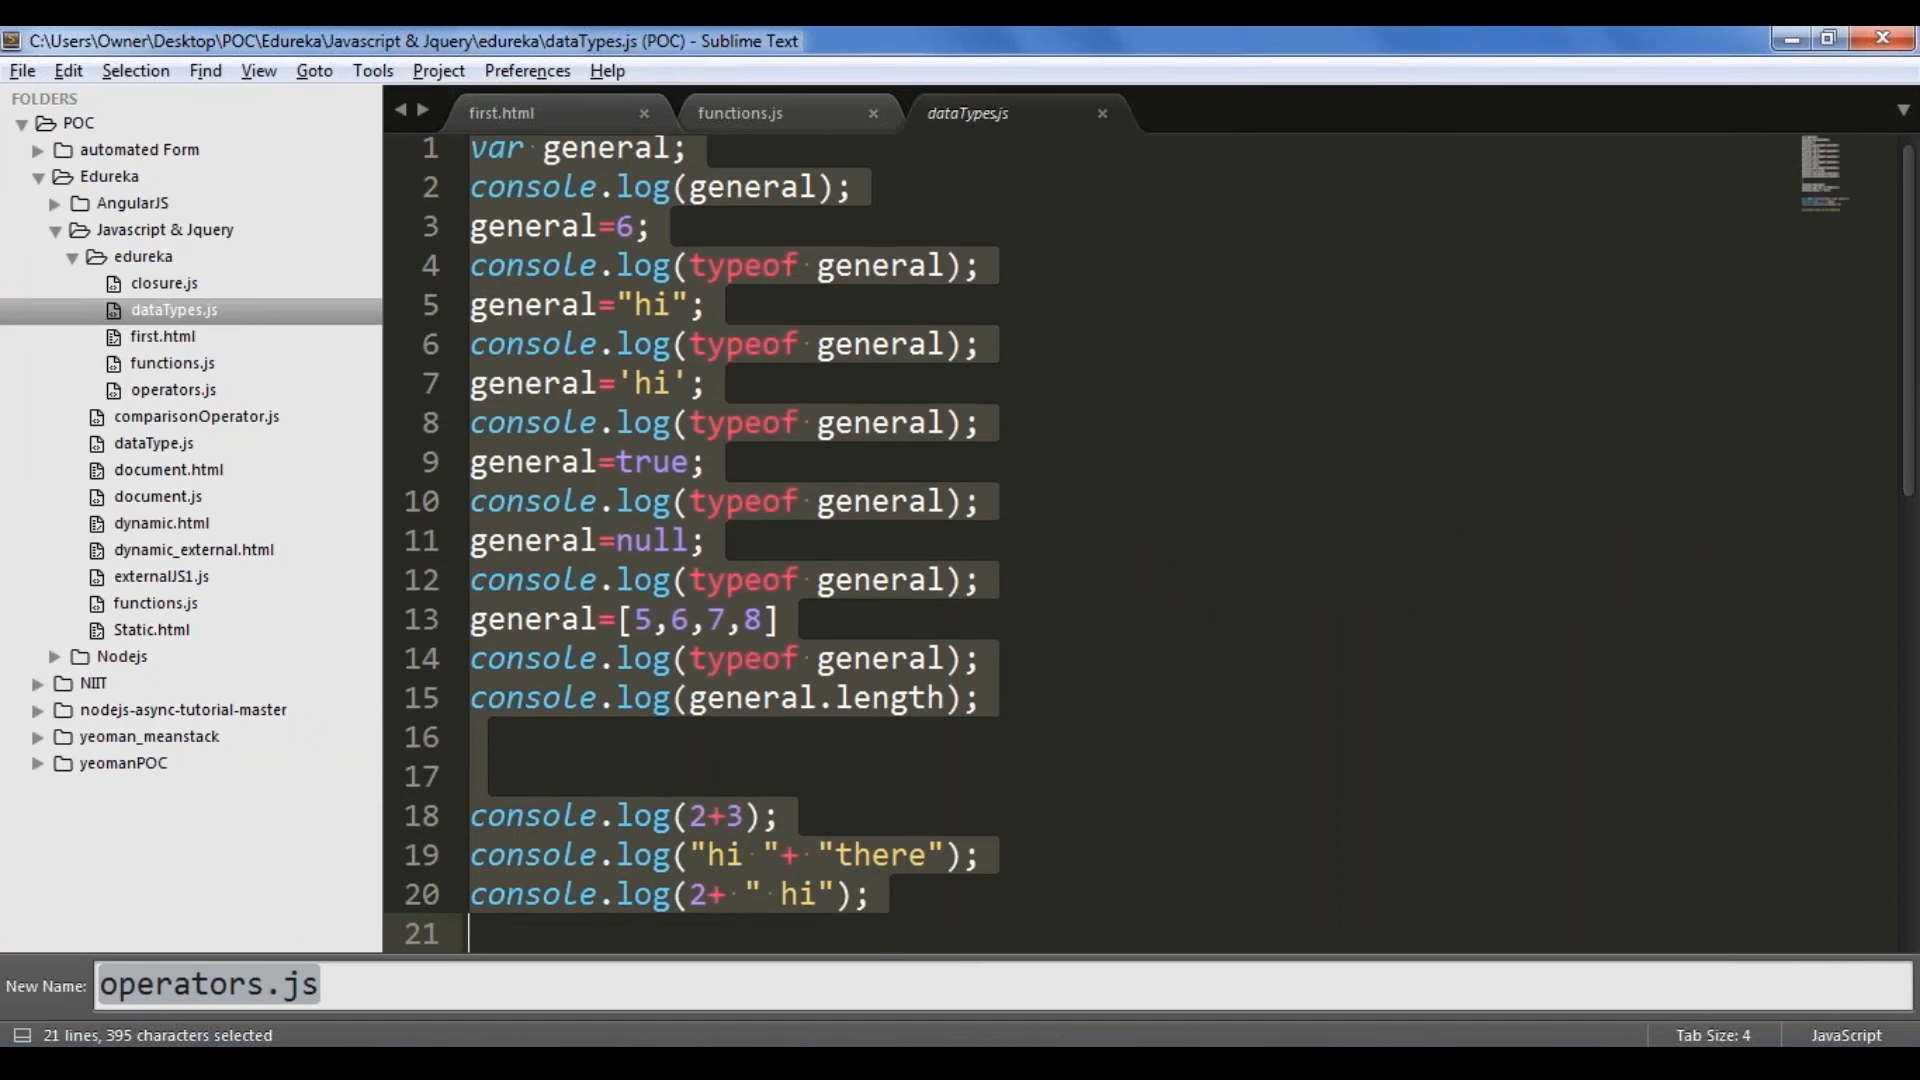 C:\Users\Owner\Desktop\POC\Edureka\Javascript & Jquery\edureka\dataTypes.js (POC) - Sublime Text
File Edit Selection Find View Goto Tools Project Preferences Help
FOLDERS
POC
automated Form
Edureka
AngularJS
Javascript & Jquery
edureka
closure.js
dataTypes.js
first.html
functions.js
operators.js
comparisonOperator.js
dataType.js
document.html
document.js
dynamic.html
dynamic_external.html
externalJS1.js
functions.js
Static.html
Nodejs
NIIT
nodejs-async-tutorial-master
yeoman_meanstack
yeomanPOC
first.html functions.js dataTypes.js
1 var general;
2 console.log(general);
3 general=6;
4 console.log(typeof general);
5 general="hi";
6 console.log(typeof general);
7 general='hi';
8 console.log(typeof general);
9 general=true;
10 console.log(typeof general);
11 general=null;
12 console.log(typeof general);
13 general=[5,6,7,8]
14 console.log(typeof general);
15 console.log(general.length);
16
17
18 console.log(2+3);
19 console.log("hi "+ "there");
20 console.log(2+ " hi");
21
New Name: operators.js
21 lines, 395 characters selected Tab Size: 4 JavaScript